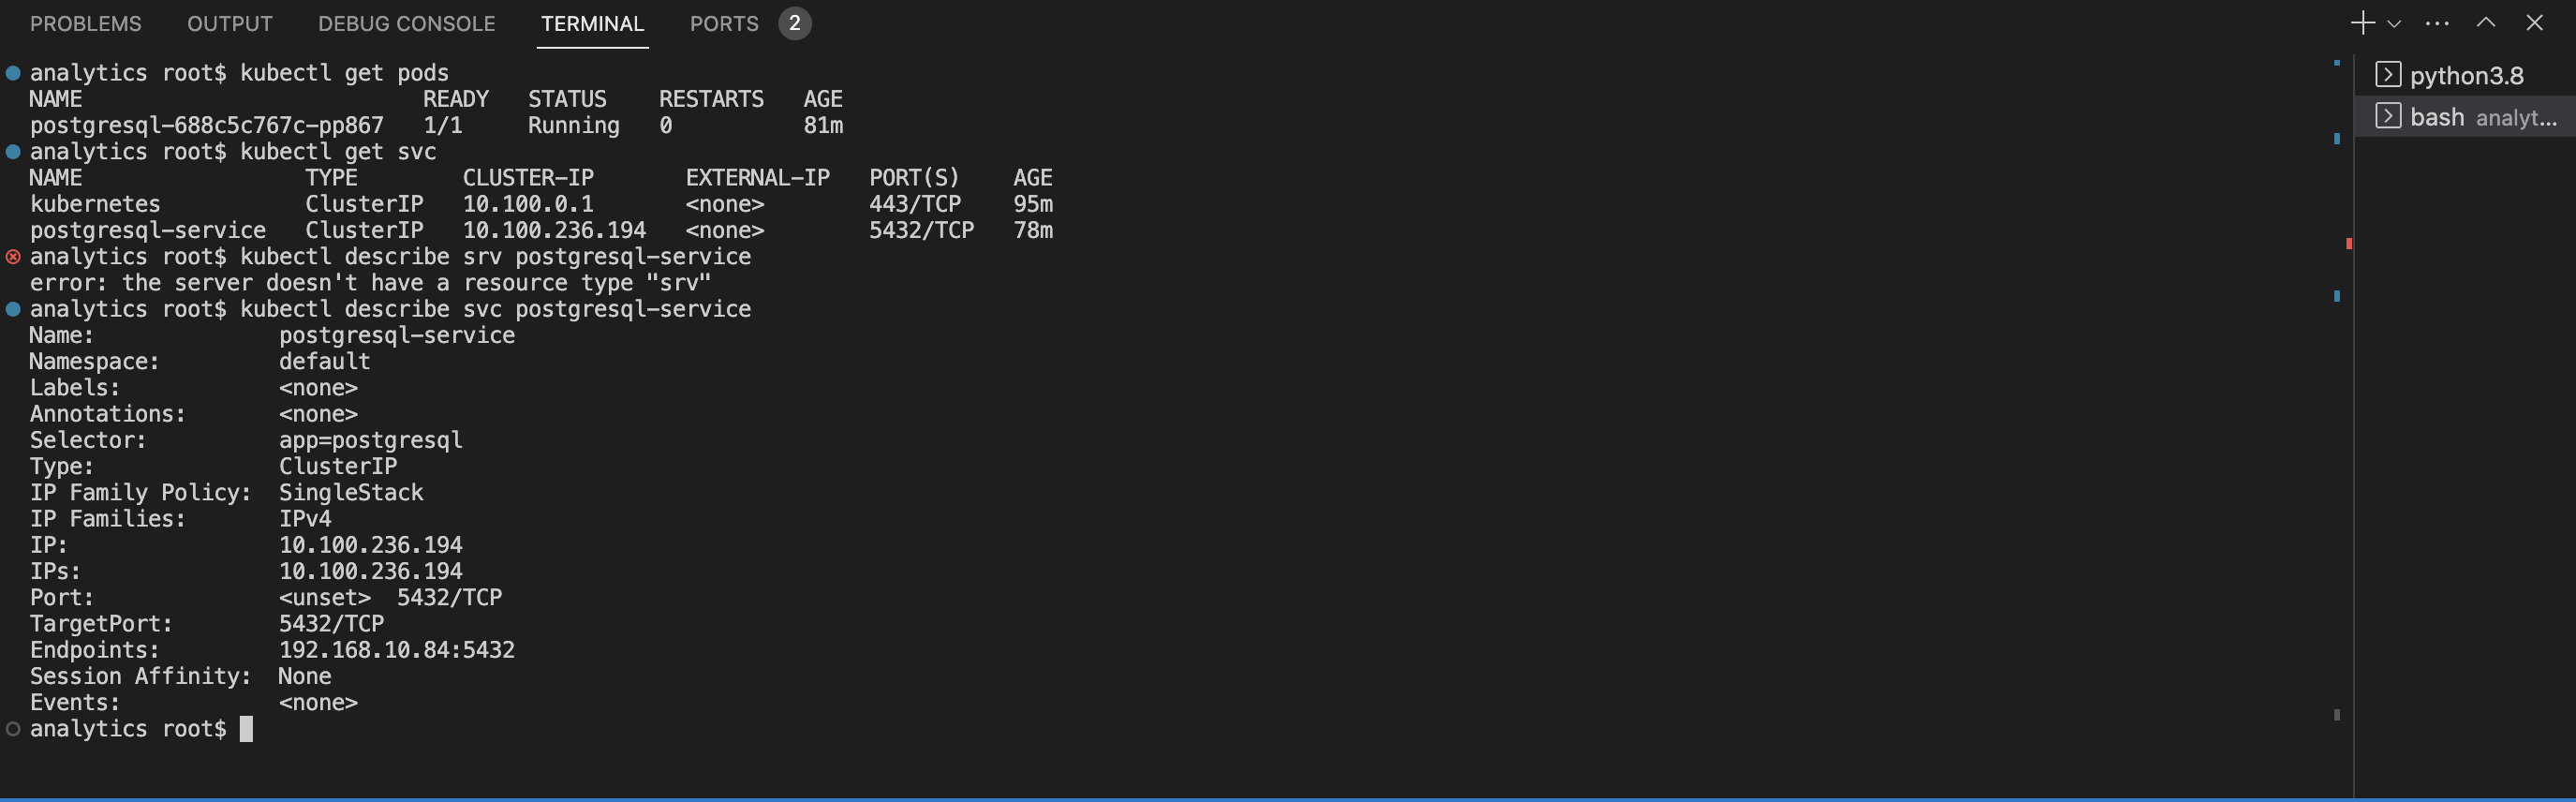 PROBLEMS OUTPUT DEBUG CONSOLE TERMINAL PORTS 2
analytics root$ kubectl get pods
NAME READY STATUS RESTARTS AGE
postgresql-688c5c767c-pp867 1/1 Running 0 81m
analytics root$ kubectl get svc
NAME TYPE CLUSTER-IP EXTERNAL-IP PORT(S) AGE
kubernetes ClusterIP 10.100.0.1 <none> 443/TCP 95m
postgresql-service ClusterIP 10.100.236.194 <none> 5432/TCP 78m
analytics root$ kubectl describe srv postgresql-service
error: the server doesn't have a resource type "srv"
analytics root$ kubectl describe svc postgresql-service
Name: postgresql-service
Namespace: default
Labels: <none>
Annotations: <none>
Selector: app=postgresql
Type: ClusterIP
IP Family Policy: SingleStack
IP Families: IPv4
IP: 10.100.236.194
IPs: 10.100.236.194
Port: <unset> 5432/TCP
TargetPort: 5432/TCP
Endpoints: 192.168.10.84:5432
Session Affinity: None
Events: <none>
analytics root$
python3.8
bash analyt...